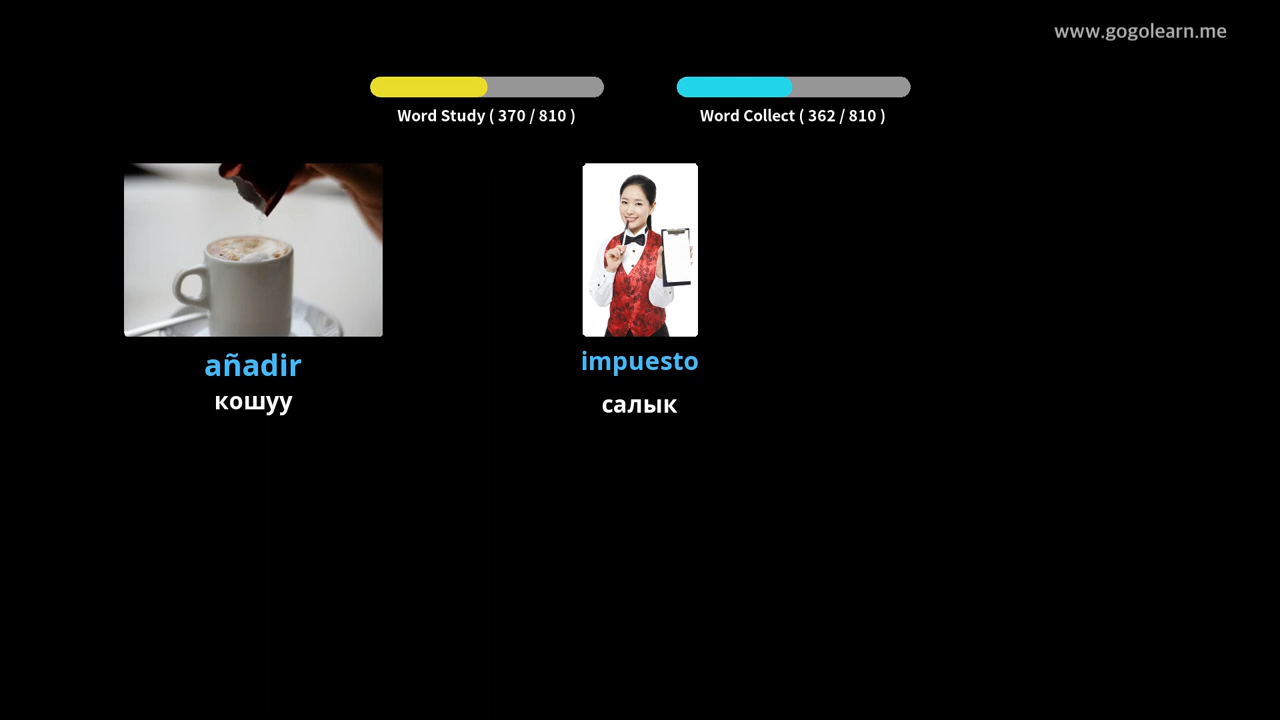 www.gogolearn.me
Word Study ( 370 / 810 )
Word Collect ( 362 / 810 )
añadir
кошуу
impuesto
салык